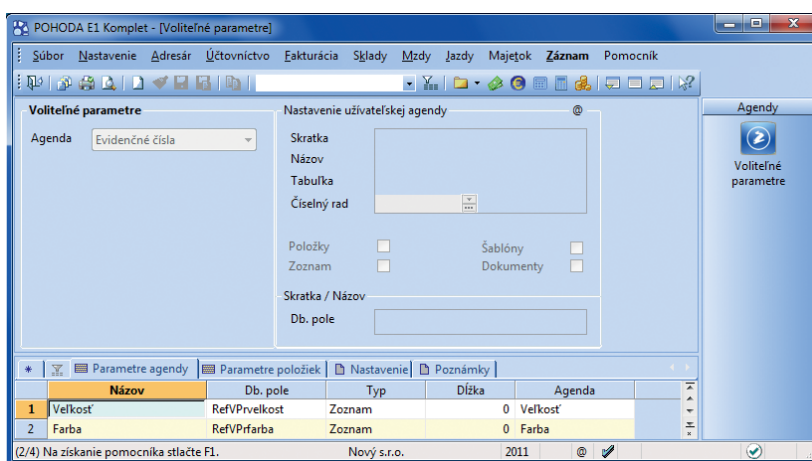 POHODA E1 Komplet - [Voliteľné parametre]
Súbor Nastavenie Adresár Účtovníctvo Fakturácia Sklady Mzdy Jazdy Majetok Záznam Pomocník
Voliteľné parametre
Agenda Evidenčné čísla
Nastavenie užívateľskej agendy @
Skratka
Názov
Tabuľka
Číselný rad
Položky Šablóny
Zoznam Dokumenty
Skratka / Názov
Db. pole
Agendy
Voliteľné
parametre
* Parametre agendy Parametre položiek Nastavenie Poznámky
Názov Db. pole Typ Dĺžka Agenda
1 Veľkosť RefVPrvelkost Zoznam 0 Veľkosť
2 Farba RefVPrfarba Zoznam 0 Farba
(2/4) Na získanie pomocníka stlačte F1. Nový s.r.o. 2011 @